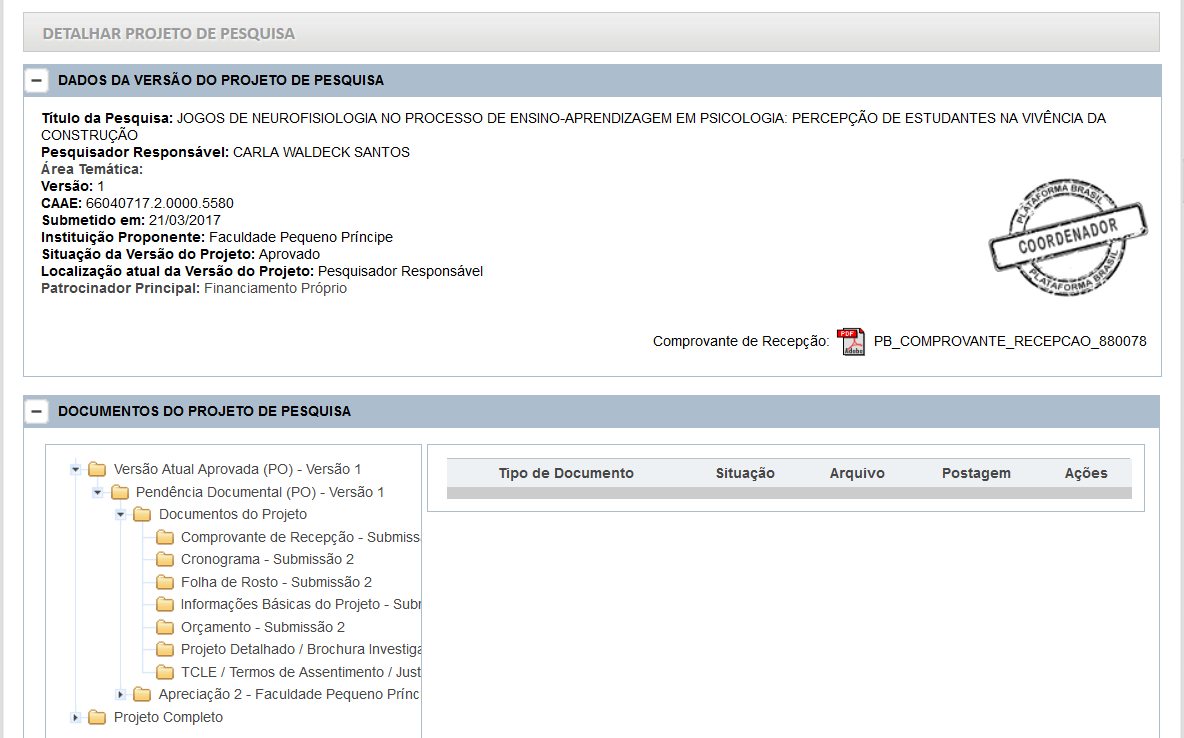 DETALHAR PROJETO DE PESQUISA
DADOS DA VERSÃO DO PROJETO DE PESQUISA
Título da Pesquisa: JOGOS DE NEUROFISIOLOGIA NO PROCESSO DE ENSINO-APRENDIZAGEM EM PSICOLOGIA: PERCEPÇÃO DE ESTUDANTES NA VIVÊNCIA DA
CONSTRUÇÃO
Pesquisador Responsável: CARLA WALDECK SANTOS
Área Temática:
Versão: 1
CAAE: 66040717.2.0000.5580
Submetido em: 21/03/2017
Instituição Proponente: Faculdade Pequeno Príncipe
Situação da Versão do Projeto: Aprovado
Localização atual da Versão do Projeto: Pesquisador Responsável
Patrocinador Principal: Financiamento Próprio
PLATAFORMA BRASIL
COORDENADOR
PLATAFORMA BRASIL
Comprovante de Recepção: PDF Adobe PB_COMPROVANTE_RECEPCAO_880078
DOCUMENTOS DO PROJETO DE PESQUISA
Versão Atual Aprovada (PO) - Versão 1
Pendência Documental (PO) - Versão 1
Documentos do Projeto
Comprovante de Recepção - Submiss
Cronograma - Submissão 2
Folha de Rosto - Submissão 2
Informações Básicas do Projeto - Subr
Orçamento - Submissão 2
Projeto Detalhado / Brochura Investiga
TCLE / Termos de Assentimento / Just
Apreciação 2 - Faculdade Pequeno Prínc
Projeto Completo
Tipo de Documento Situação Arquivo Postagem Ações